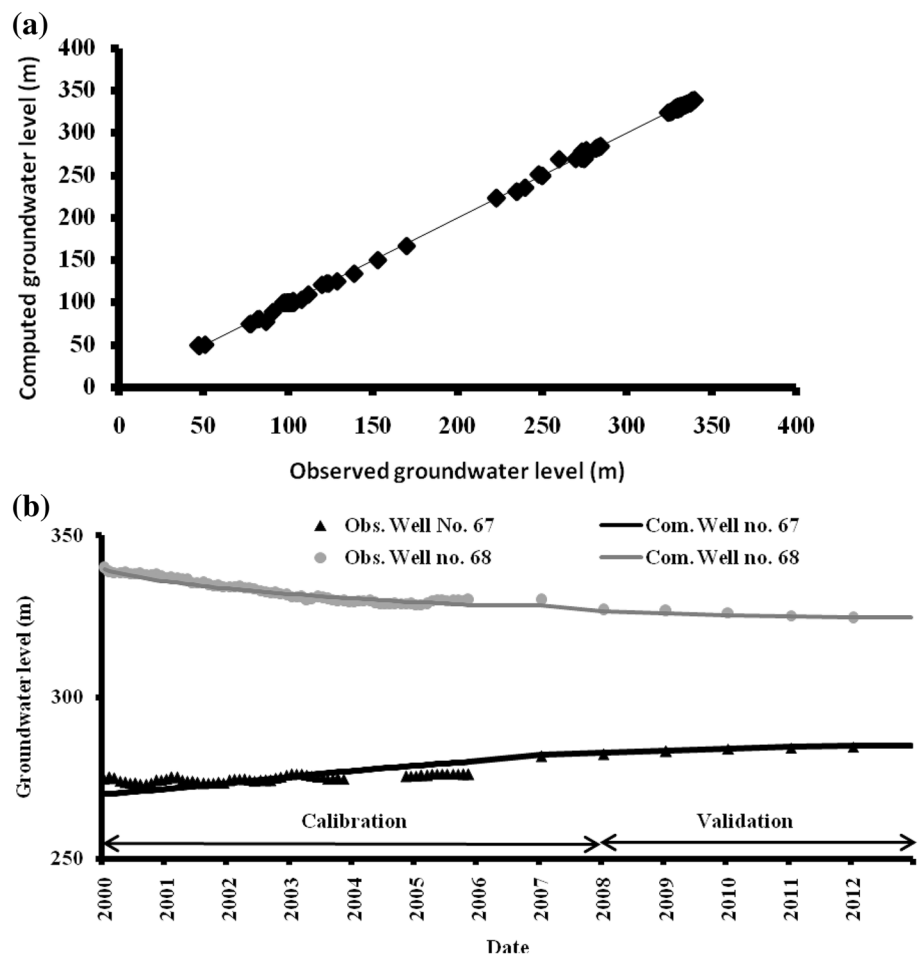 (a)
400
350
300
250
200
150
100
50
0
Computed groundwater level (m)
0 50 100 150 200 250 300 350 400
Observed groundwater level (m)
(b)
Obs. Well No. 67 Com. Well no. 67
Obs. Well no. 68 Com. Well no. 68
350
300
250
Groundwater level (m)
Calibration Validation
2000 2001 2002 2003 2004 2005 2006 2007 2008 2009 2010 2011 2012
Date